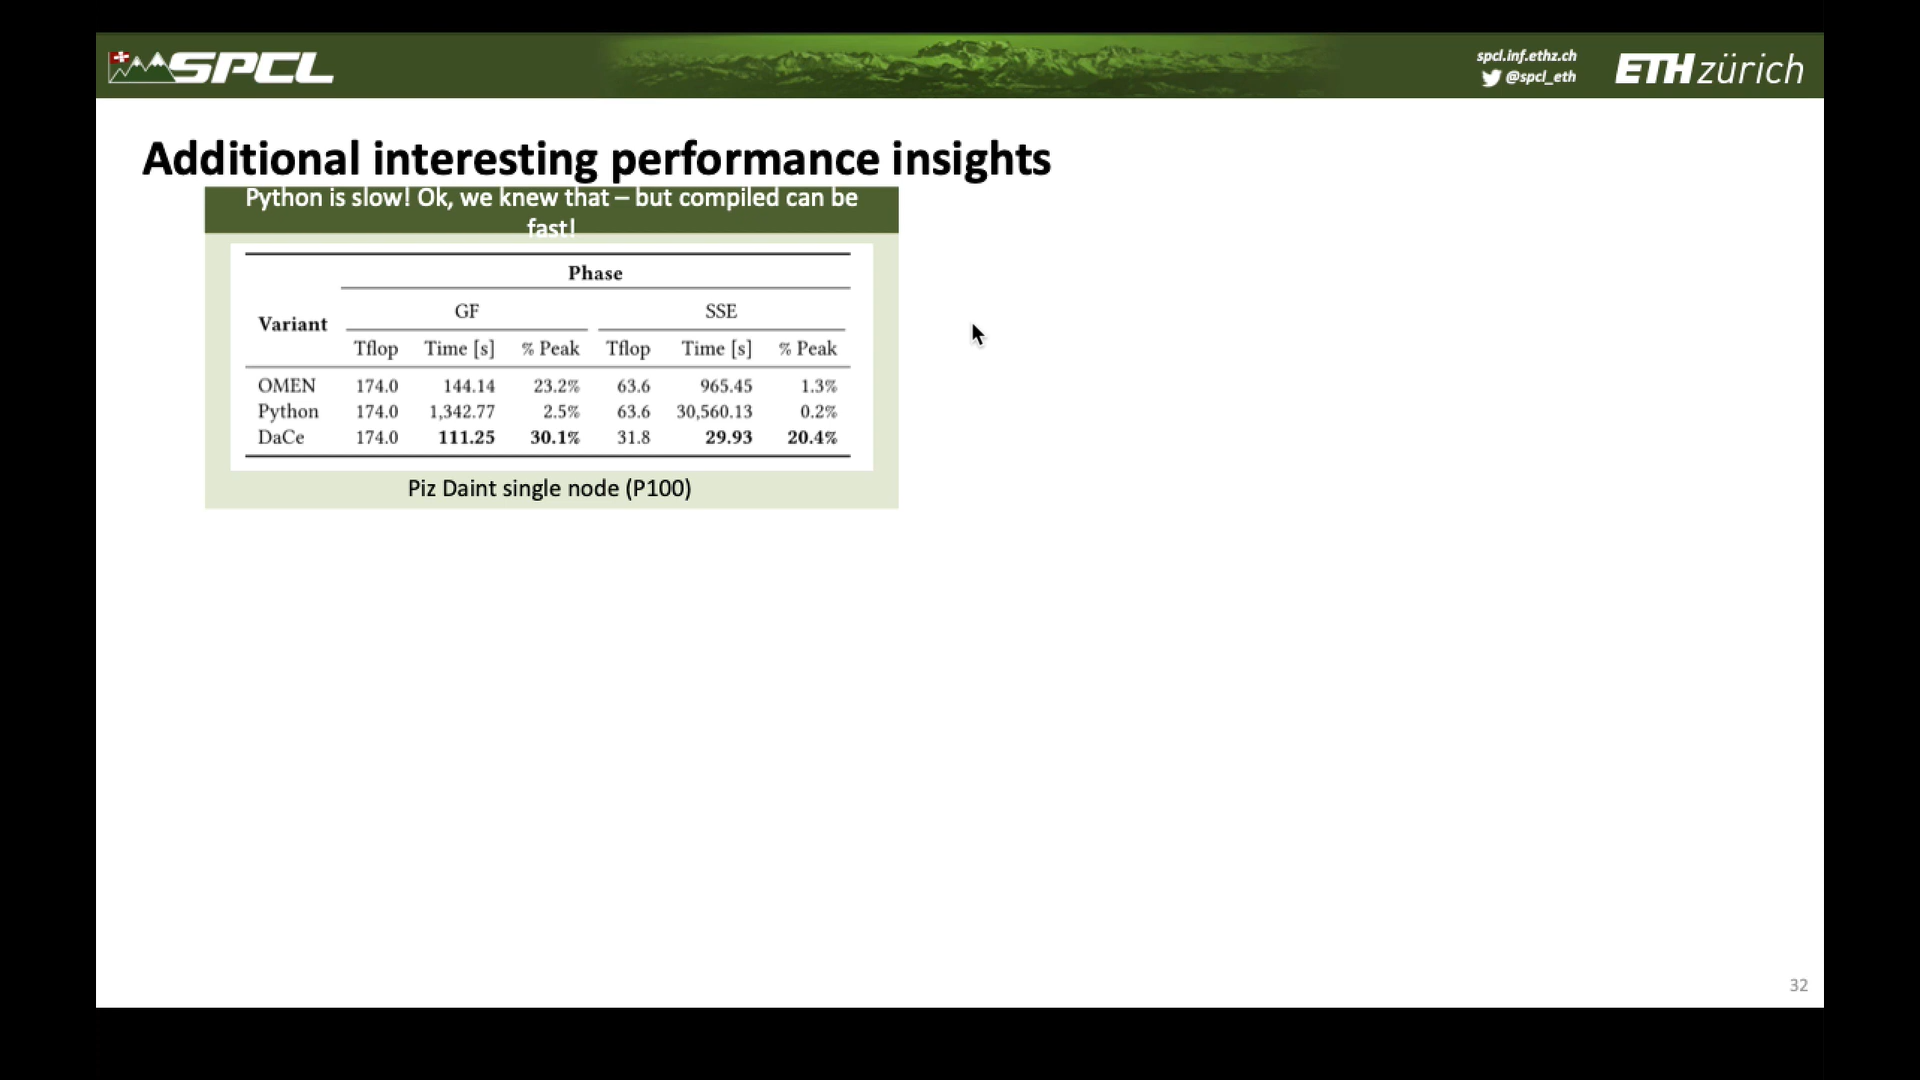 SPCL
spcl.inf.ethz.ch
@spcl_eth
ETH zürich
Additional interesting performance insights
Python is slow! Ok, we knew that – but compiled can be
fast!
Phase
Variant
GF SSE
Tflop Time [s] % Peak Tflop Time [s] % Peak
OMEN 174.0 144.14 23.2% 63.6 965.45 1.3%
Python 174.0 1,342.77 2.5% 63.6 30,560.13 0.2%
DaCe 174.0 111.25 30.1% 31.8 29.93 20.4%
Piz Daint single node (P100)
32